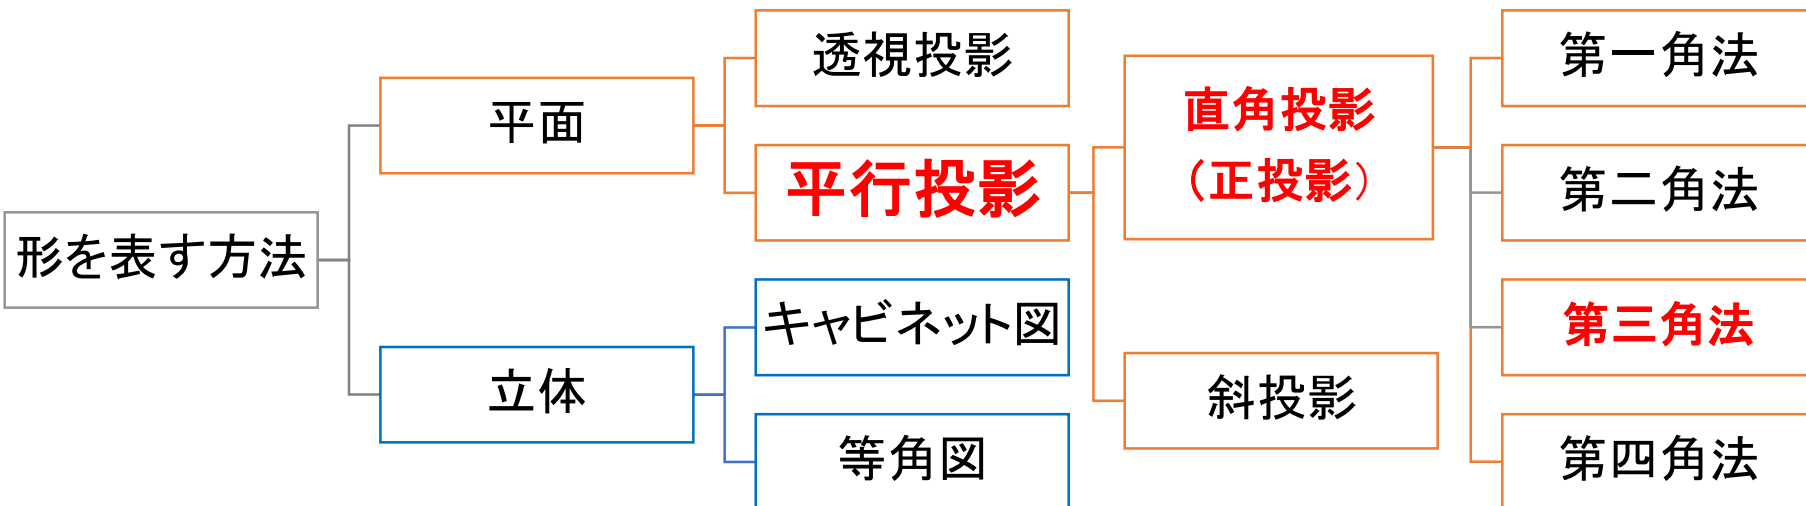 形を表す方法
平面
立体
透視投影
平行投影
キャビネット図
等角図
直角投影
（正投影）
斜投影
第一角法
第二角法
第三角法
第四角法